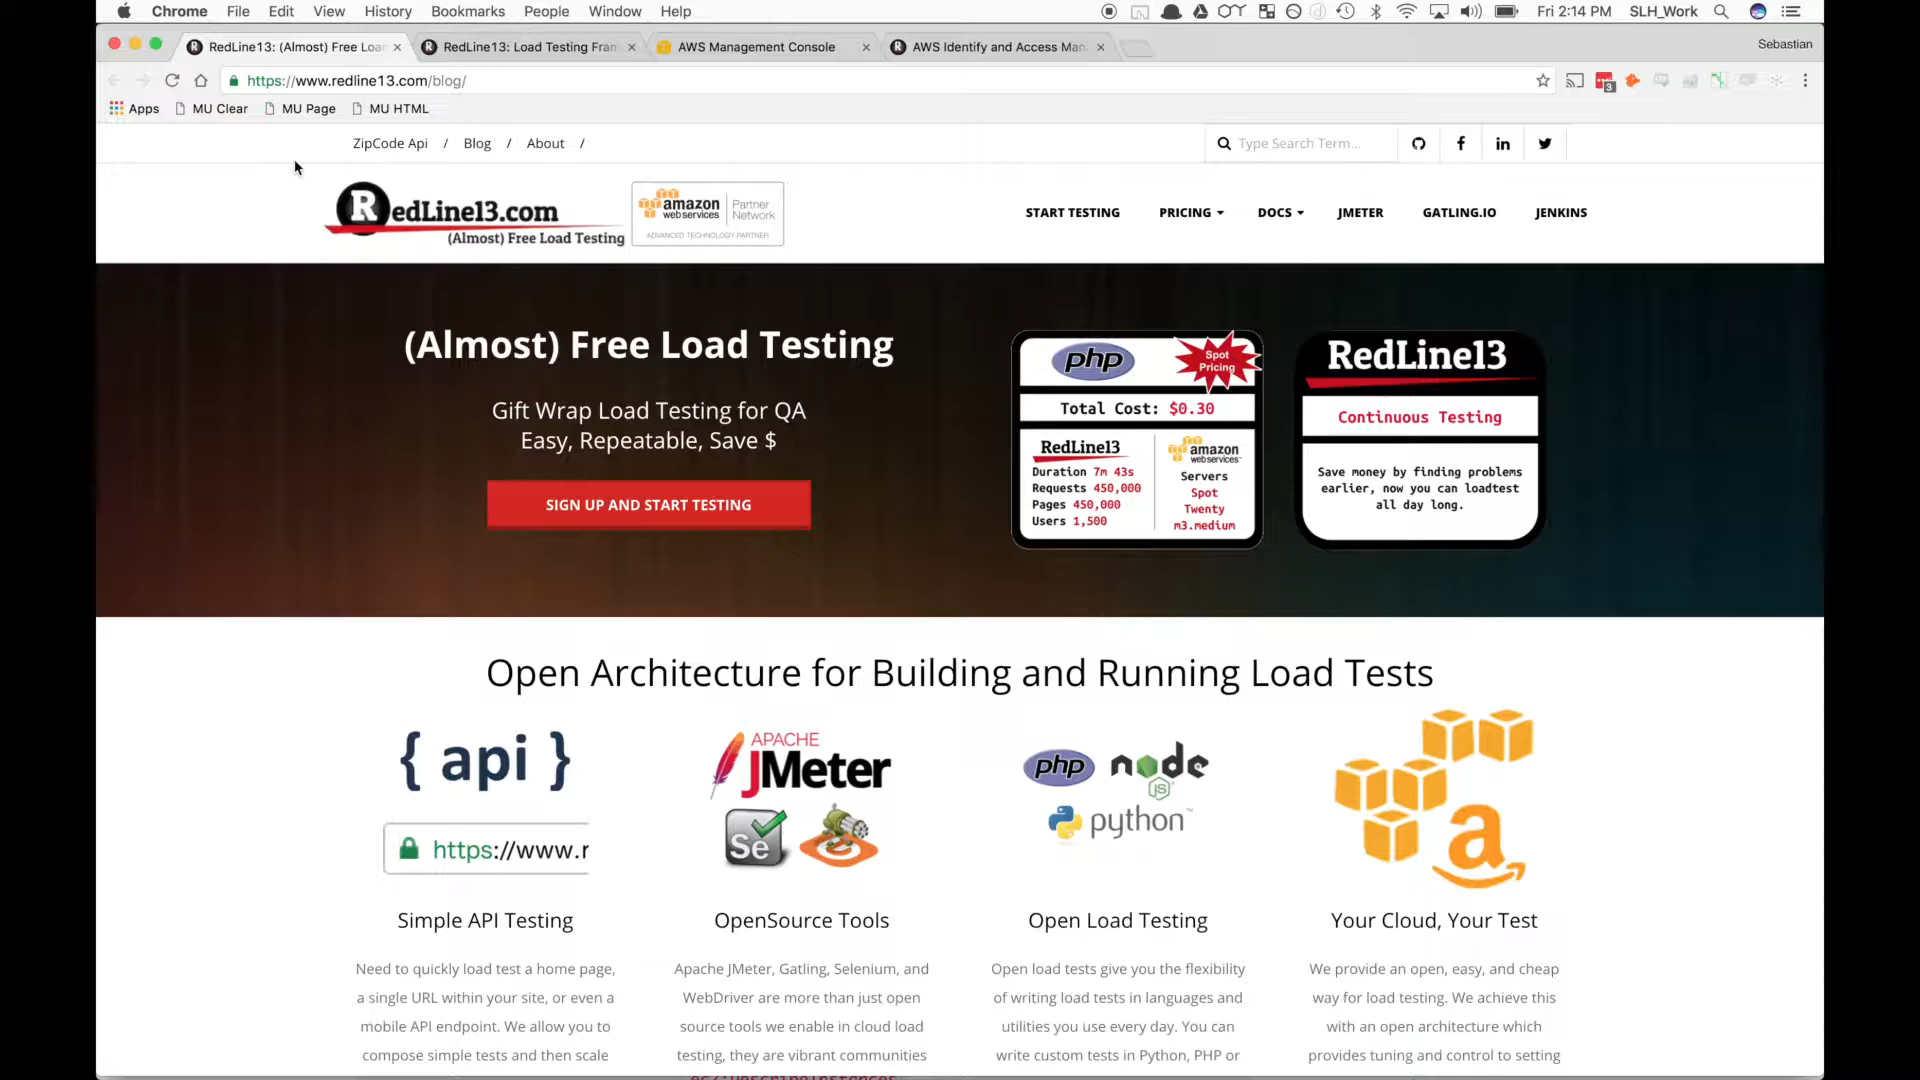 Chrome File Edit View History Bookmarks People Window Help
Fri 2:14 PM SLH_Work
RedLine13: (Almost) Free Loa
RedLine13: Load Testing Fran
AWS Management Console
AWS Identify and Access Man
Sebastian
https://www.redline13.com/blog/
3
Apps MU Clear MU Page MU HTML
ZipCode Api / Blog / About /
Type Search Term...
RedLine13.com
(Almost) Free Load Testing
amazon
web services
Partner
Network
ADVANCED TECHNOLOGY PARTNER
START TESTING PRICING DOCS JMETER GATLING.IO JENKINS
(Almost) Free Load Testing
Gift Wrap Load Testing for QA
Easy, Repeatable, Save $
SIGN UP AND START TESTING
php
Spot
Pricing
Total Cost: $0.30
RedLine13
Duration 7m 43s
Requests 450,000
Pages 450,000
Users 1,500
amazon
webservices
Servers
Spot
Twenty
m3.medium
RedLine13
Continuous Testing
Save money by finding problems
earlier, now you can loadtest
all day long.
Open Architecture for Building and Running Load Tests
{ api }
https://www.r
Simple API Testing
Need to quickly load test a home page,
a single URL within your site, or even a
mobile API endpoint. We allow you to
compose simple tests and then scale
APACHE
JMeter
Se
OpenSource Tools
Apache JMeter, Gatling, Selenium, and
WebDriver are more than just open
source tools we enable in cloud load
testing, they are vibrant communities
php node
JS
python
Open Load Testing
Open load tests give you the flexibility
of writing load tests in languages and
utilities you use every day. You can
write custom tests in Python, PHP or
a
Your Cloud, Your Test
We provide an open, easy, and cheap
way for load testing. We achieve this
with an open architecture which
provides tuning and control to setting